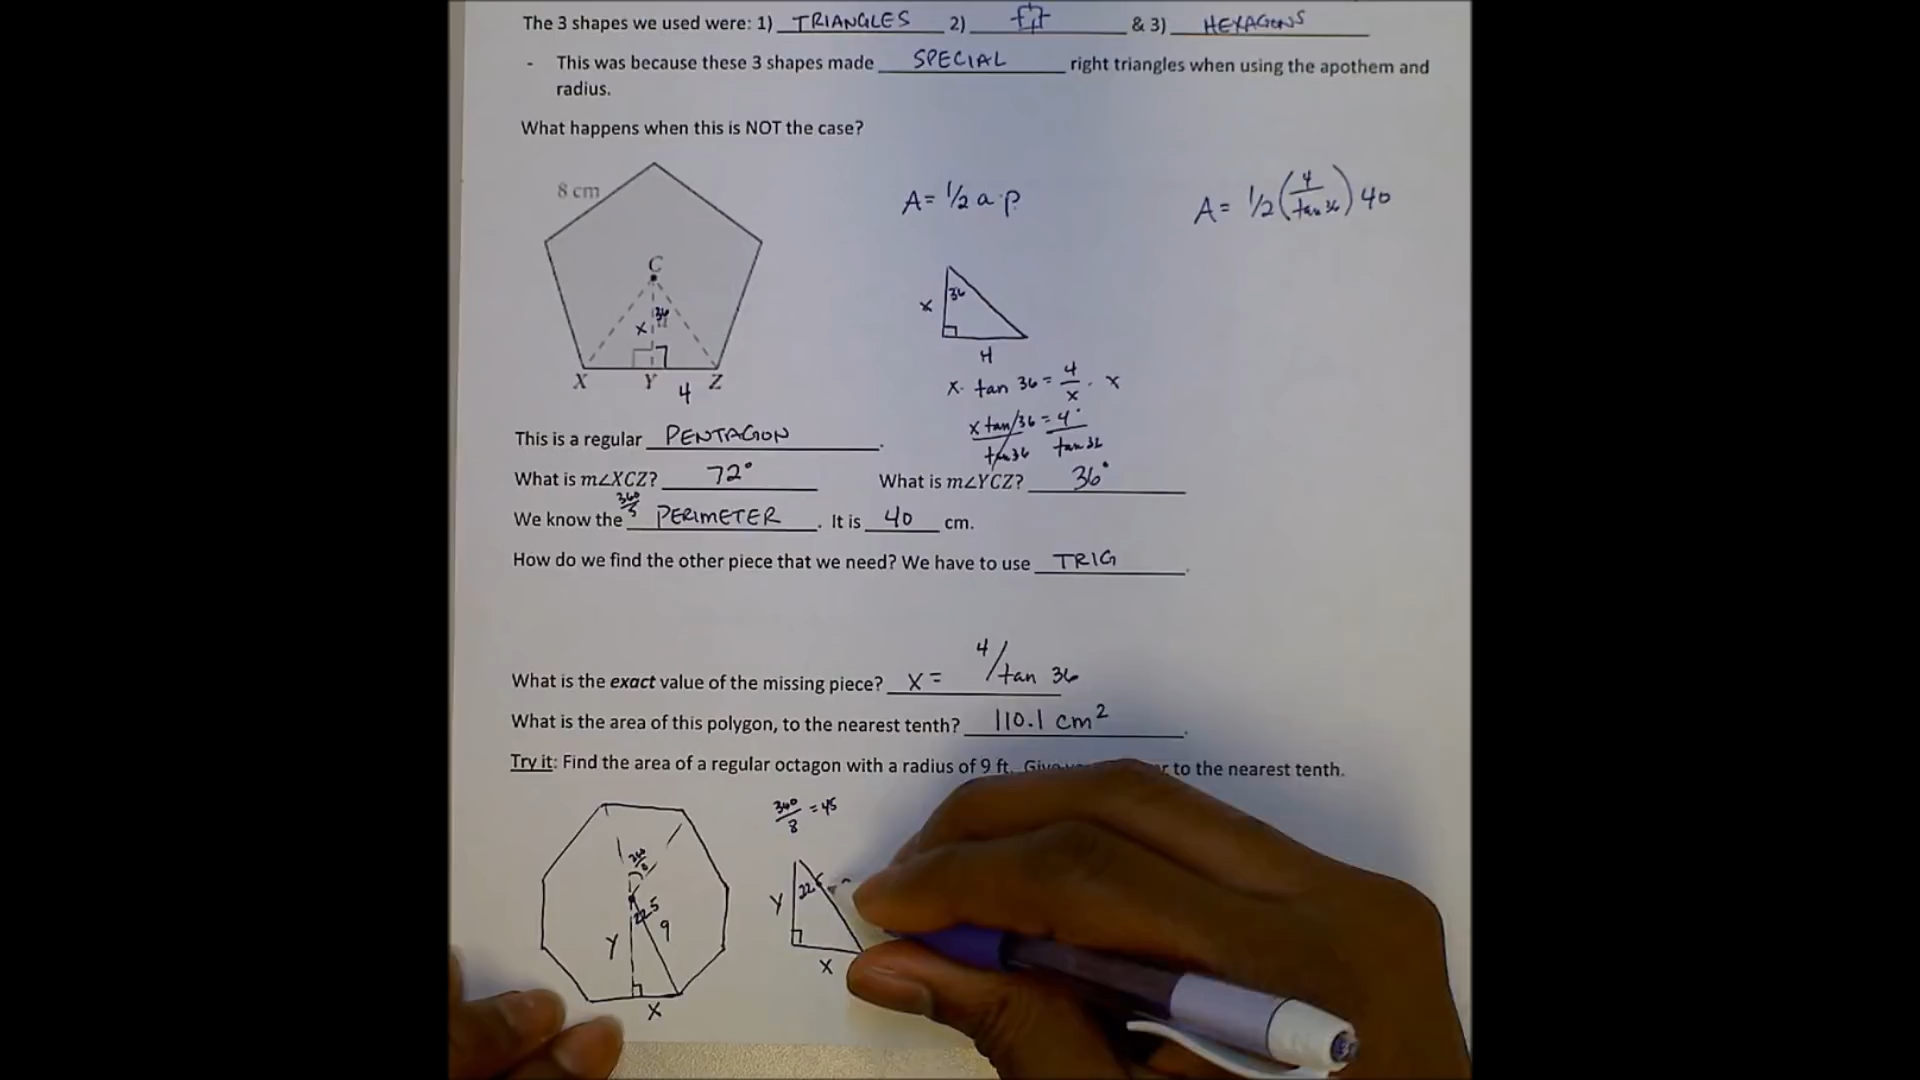 The 3 shapes we used were: 1) TRIANGLES 2) & 3) HEXAGONS
- This was because these 3 shapes made SPECIAL right triangles when using the apothem and
radius.
What happens when this is NOT the case?
8 cm
A = 1/2 a·p
A = 1/2 (4/tan 36) 40
C
36
x
X Y Z
4
x
36
H
x · tan 36 = 4/x · x
x tan 36 = 4
tan 36 tan 36
This is a regular PENTAGON.
What is m∠XCZ? 72° What is m∠YCZ? 36°
360/5
We know the PERIMETER. It is 40 cm.
How do we find the other piece that we need? We have to use TRIG.
What is the exact value of the missing piece? x = 4/tan 36
What is the area of this polygon, to the nearest tenth? 110.1 cm²
Try it: Find the area of a regular octagon with a radius of 9 ft. to the nearest tenth.
360/8 = 45
22.5
9
y
x
y
x